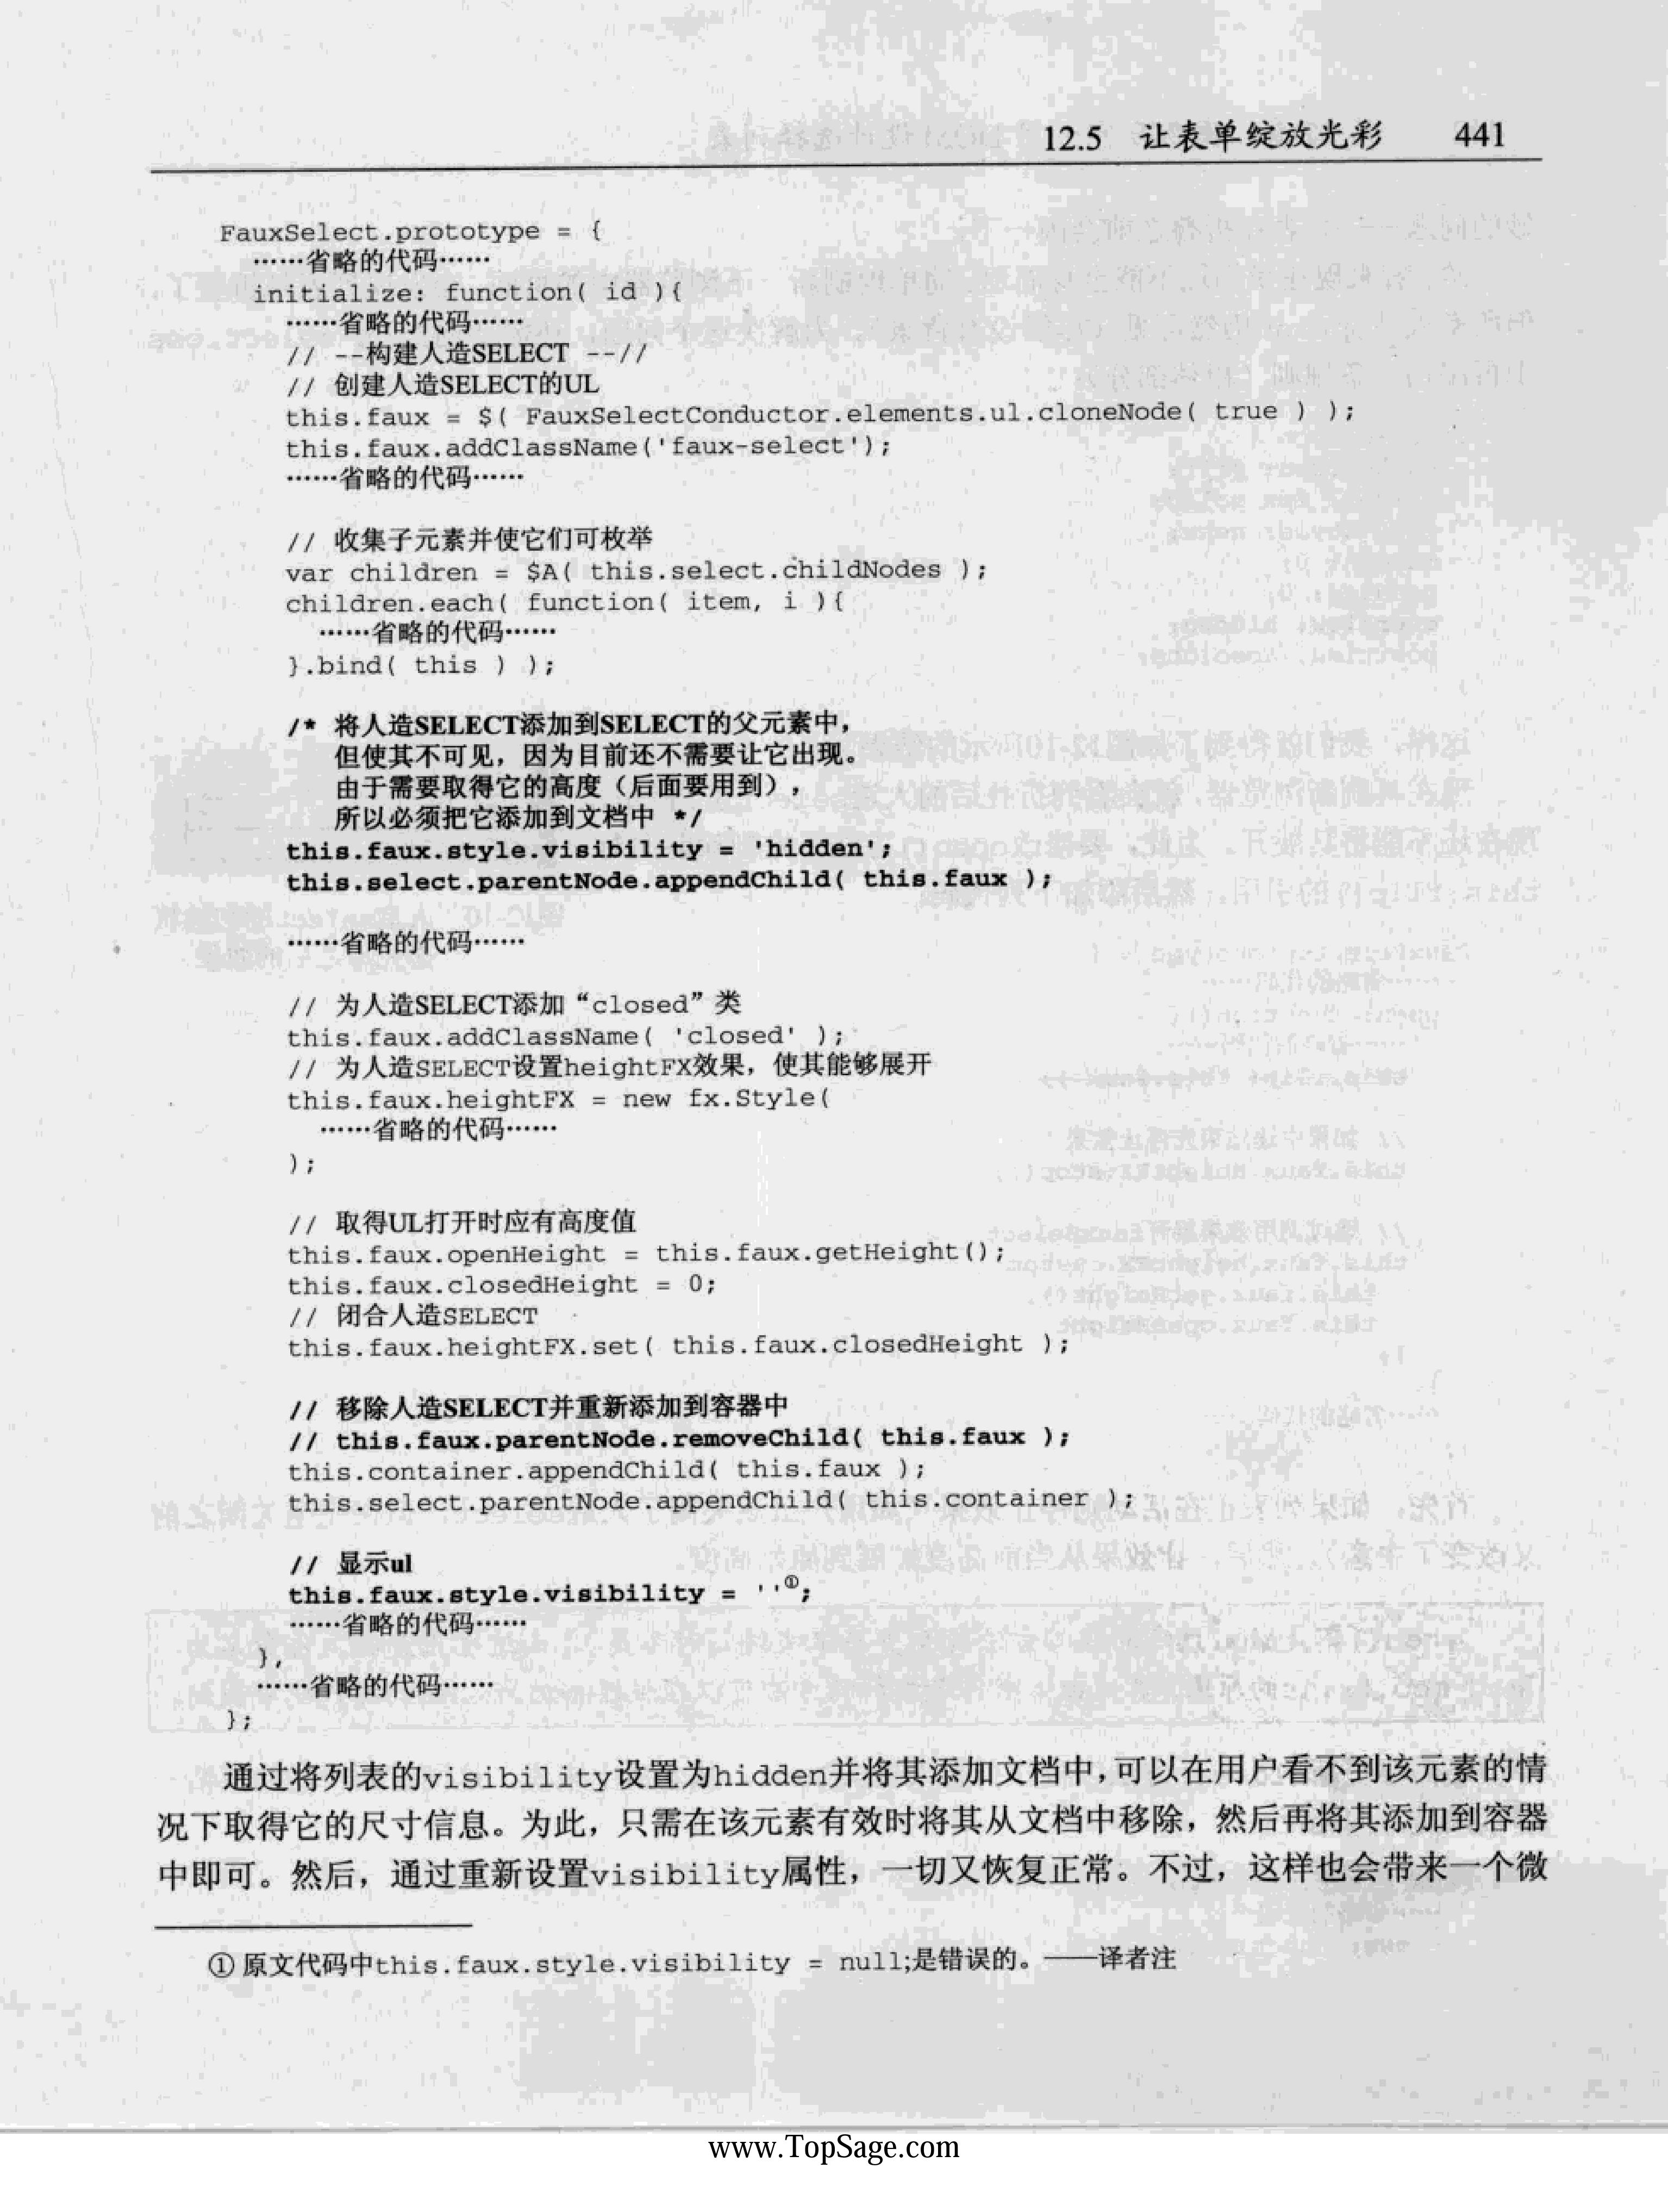 12.5 让表单绽放光彩 441
FauxSelect.prototype = {
……省略的代码……
initialize: function( id ){
……省略的代码……
// --构建人造SELECT --//
// 创建人造SELECT的UL
this.faux = $( FauxSelectConductor.elements.ul.cloneNode( true ) );
this.faux.addClassName('faux-select');
……省略的代码……
// 收集子元素并使它们可枚举
var children = $A( this.select.childNodes );
children.each( function( item, i ){
……省略的代码……
}.bind( this ) );
/* 将人造SELECT添加到SELECT的父元素中，
但使其不可见，因为目前还不需要让它出现。
由于需要取得它的高度（后面要用到），
所以必须把它添加到文档中 */
this.faux.style.visibility = 'hidden';
this.select.parentNode.appendChild( this.faux );
……省略的代码……
// 为人造SELECT添加“closed”类
this.faux.addClassName( 'closed' );
// 为人造SELECT设置heightFX效果，使其能够展开
this.faux.heightFX = new fx.Style(
……省略的代码……
);
// 取得UL打开时应有高度值
this.faux.openHeight = this.faux.getHeight();
this.faux.closedHeight = 0;
// 闭合人造SELECT
this.faux.heightFX.set( this.faux.closedHeight );
// 移除人造SELECT并重新添加到容器中
// this.faux.parentNode.removeChild( this.faux );
this.container.appendChild( this.faux );
this.select.parentNode.appendChild( this.container );
// 显示ul
this.faux.style.visibility = ''①;
……省略的代码……
},
……省略的代码……
};
通过将列表的visibility设置为hidden并将其添加文档中，可以在用户看不到该元素的情
况下取得它的尺寸信息。为此，只需在该元素有效时将其从文档中移除，然后再将其添加到容器
中即可。然后，通过重新设置visibility属性，一切又恢复正常。不过，这样也会带来一个微
① 原文代码中this.faux.style.visibility = null;是错误的。——译者注
www.TopSage.com